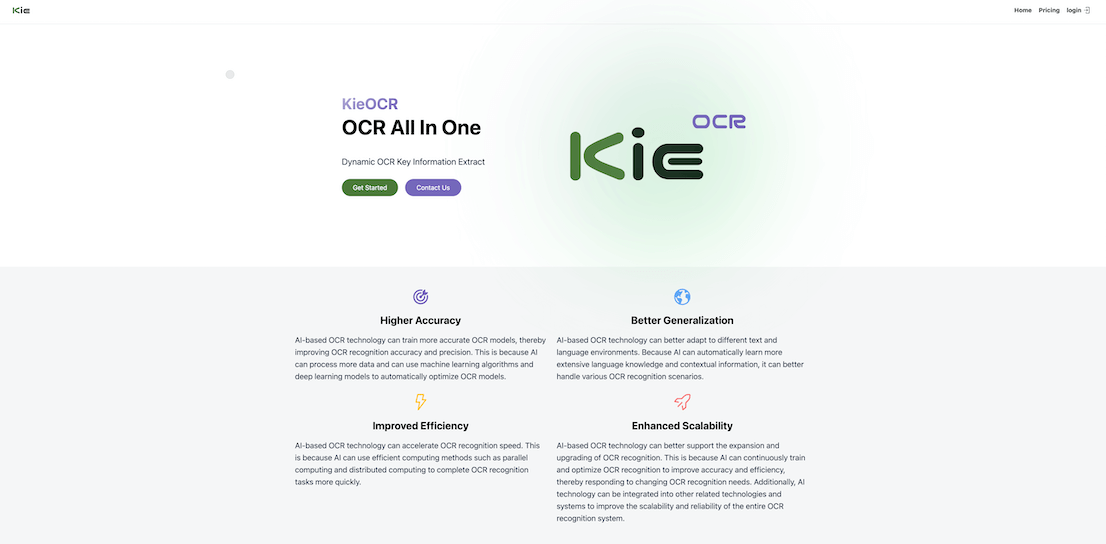 Kie
Home Pricing login
KieOCR
OCR All In One
Dynamic OCR Key Information Extract
Get Started Contact Us
Kie OCR
Higher Accuracy
AI-based OCR technology can train more accurate OCR models, thereby
improving OCR recognition accuracy and precision. This is because AI
can process more data and can use machine learning algorithms and
deep learning models to automatically optimize OCR models.
Better Generalization
AI-based OCR technology can better adapt to different text and
language environments. Because AI can automatically learn more
extensive language knowledge and contextual information, it can better
handle various OCR recognition scenarios.
Improved Efficiency
AI-based OCR technology can accelerate OCR recognition speed. This
is because AI can use efficient computing methods such as parallel
computing and distributed computing to complete OCR recognition
tasks more quickly.
Enhanced Scalability
AI-based OCR technology can better support the expansion and
upgrading of OCR recognition. This is because AI can continuously train
and optimize OCR recognition to improve accuracy and efficiency,
thereby responding to changing OCR recognition needs. Additionally, AI
technology can be integrated into other related technologies and
systems to improve the scalability and reliability of the entire OCR
recognition system.